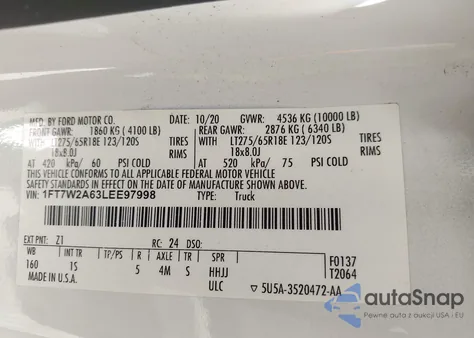 MFD. BY FORD MOTOR CO. 10/20 GVWR: 4536 KG (10000 LB)
FRONT GAWR: 1860 KG ( 4100 LB) REAR GAWR: 2876 KG ( 6340 LB)
WITH LT275/65R18E 123/120S TIRES WITH LT275/65R18E 123/120S TIRES
18x8.0J RIMS 18x8.0J RIMS
AT 420 kPa/ 60 PSI COLD AT 520 kPa/ 75 PSI COLD
THIS VEHICLE CONFORMS TO ALL APPLICABLE FEDERAL MOTOR VEHICLE
SAFETY STANDARDS IN EFFECT ON THE DATE OF MANUFACTURE SHOWN ABOVE.
VIN: 1FT7W2A63LEE97998 TYPE: Truck
EXT PNT: Z1 RC: 24 DSO:
WB INT TR TP/PS R AXLE TR SPR F0137
160 1S 5 4M S HHJJ T2064
MADE IN U.S.A. ULC 5U5A-3520472-AA
autoSnap
Pewne auta z USA i EU